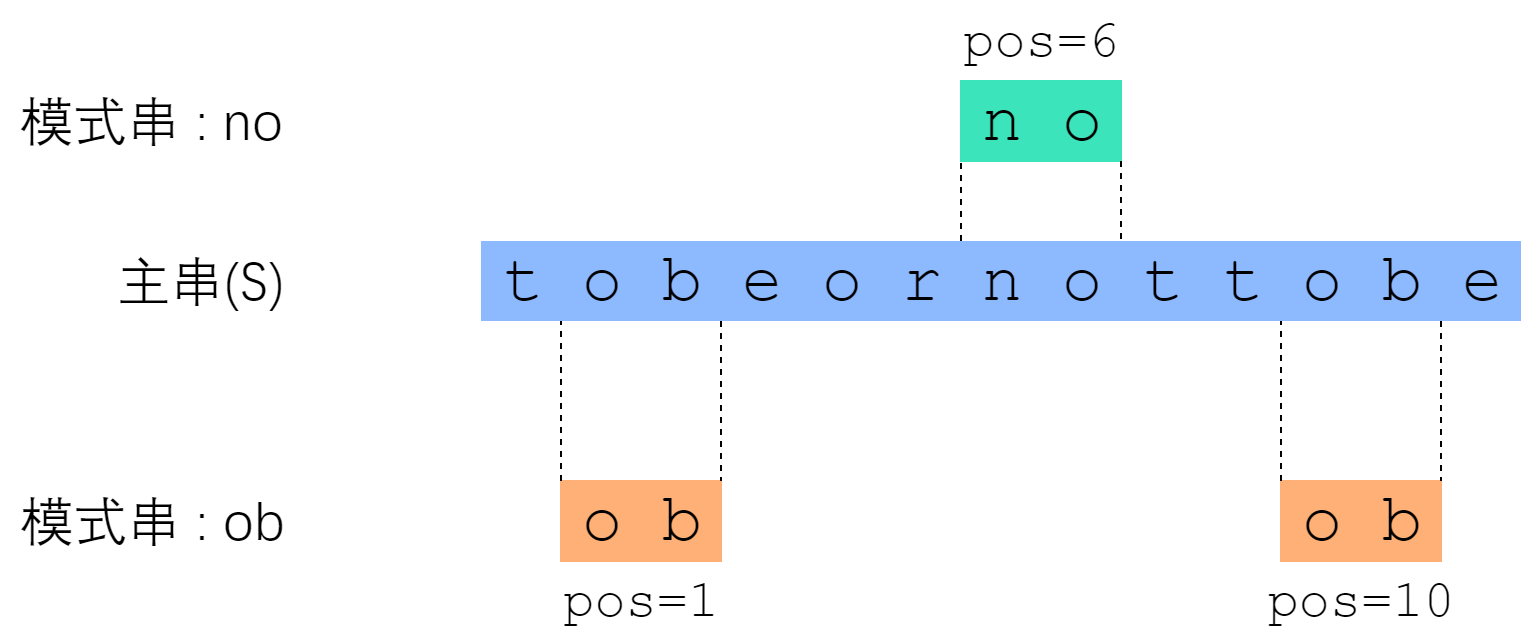 pos=6
模式串 : no
n o
主串(S)
t o b e o r n o t t o b e
模式串 : ob
o b
o b
pos=1
pos=10